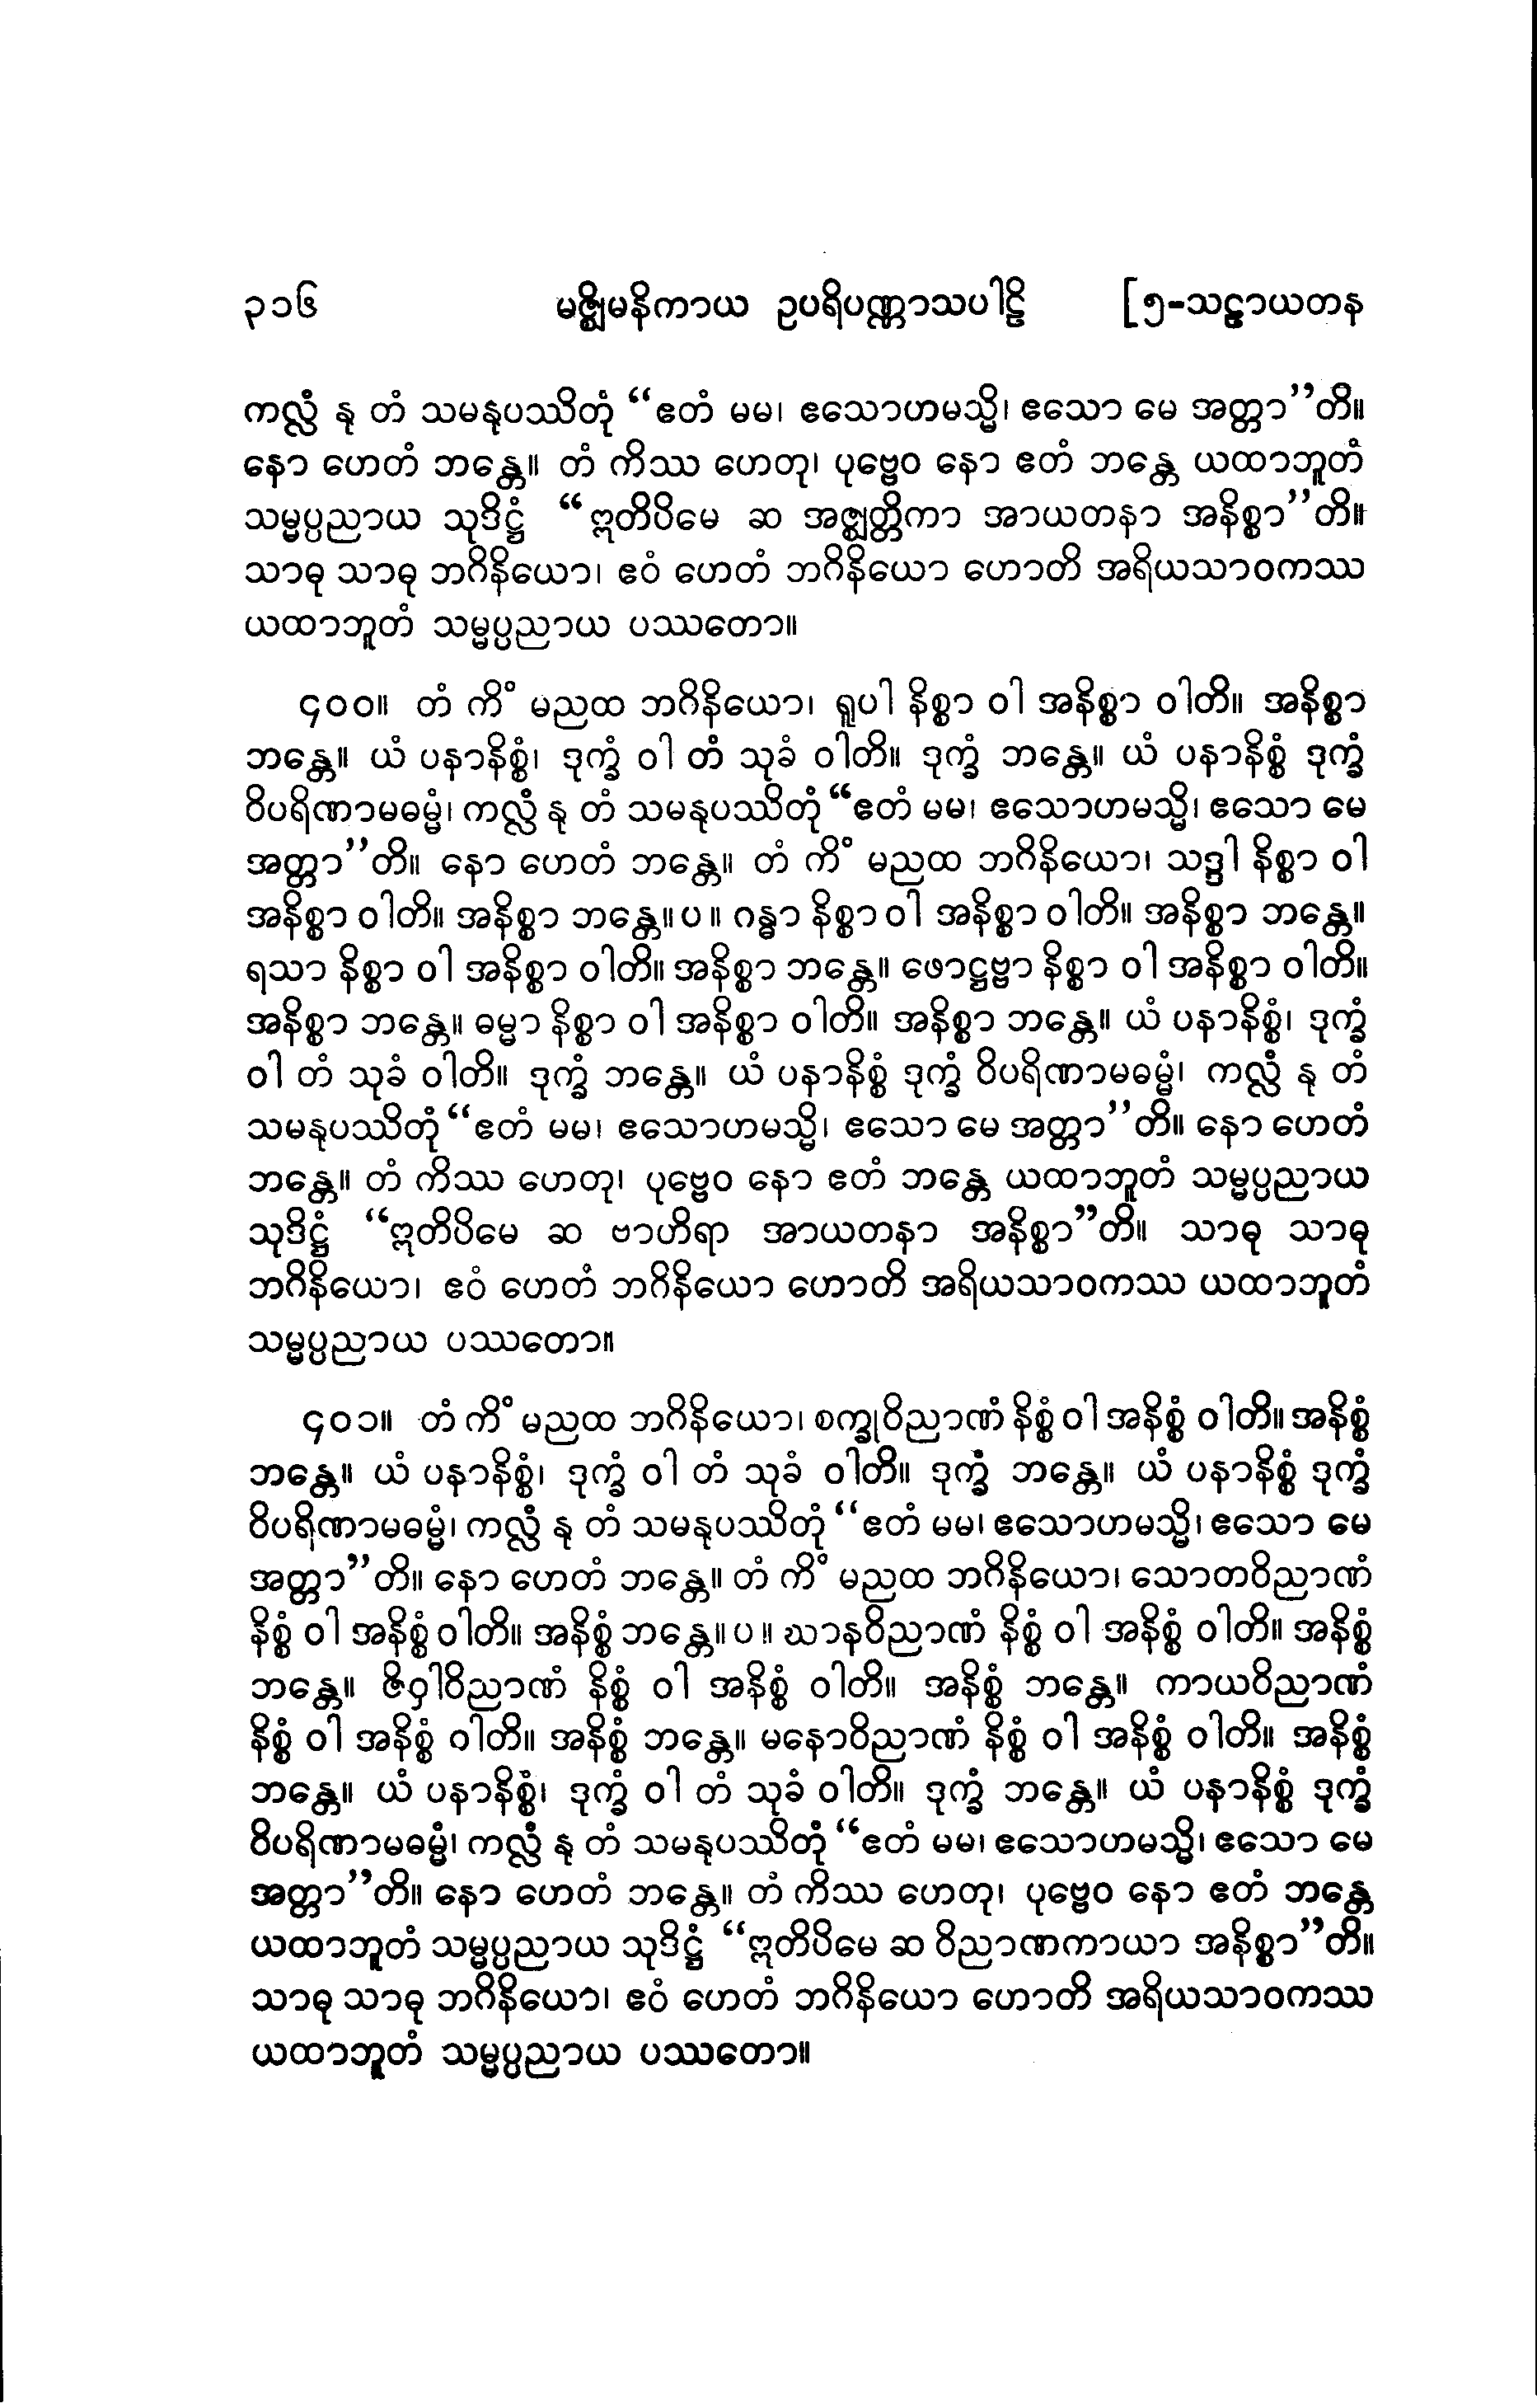 ၃၁၆ မဇ္ဈိမနိကာယ ဥပရိပဏ္ဏာသပါဠိ [၅-သဠာယတန
ကလ္လံ နု တံ သမနုပဿိတုံ “ဧတံ မမ၊ ဧသောဟမသ္မိ၊ ဧသော မေ အတ္တာ”တိ။
နော ဟေတံ ဘန္တေ။ တံ ကိဿ ဟေတု၊ ပုဗ္ဗေဝ နော ဧတံ ဘန္တေ ယထာဘူတံ
သမ္မပ္ပညာယ သုဒိဋ္ဌံ “ဣတိပိမေ ဆ အဇ္ဈတ္တိကာ အာယတနာ အနိစ္စာ”တိ။
သာဓု သာဓု ဘဂိနိယော၊ ဧဝံ ဟေတံ ဘဂိနိယော ဟောတိ အရိယသာဝကဿ
ယထာဘူတံ သမ္မပ္ပညာယ ပဿတော။
၄၀၀။ တံ ကိံ မညထ ဘဂိနိယော၊ ရူပါ နိစ္စာ ဝါ အနိစ္စာ ဝါတိ။ အနိစ္စာ
ဘန္တေ။ ယံ ပနာနိစ္စံ၊ ဒုက္ခံ ဝါ တံ သုခံ ဝါတိ။ ဒုက္ခံ ဘန္တေ။ ယံ ပနာနိစ္စံ ဒုက္ခံ
ဝိပရိဏာမဓမ္မံ၊ ကလ္လံ နု တံ သမနုပဿိတုံ “ဧတံ မမ၊ ဧသောဟမသ္မိ၊ ဧသော မေ
အတ္တာ”တိ။ နော ဟေတံ ဘန္တေ။ တံ ကိံ မညထ ဘဂိနိယော၊ သဒ္ဒါ နိစ္စာ ဝါ
အနိစ္စာ ဝါတိ။ အနိစ္စာ ဘန္တေ။ပ။ ဂန္ဓာ နိစ္စာ ဝါ အနိစ္စာ ဝါတိ။ အနိစ္စာ ဘန္တေ။
ရသာ နိစ္စာ ဝါ အနိစ္စာ ဝါတိ။ အနိစ္စာ ဘန္တေ။ ဖောဋ္ဌဗ္ဗာ နိစ္စာ ဝါ အနိစ္စာ ဝါတိ။
အနိစ္စာ ဘန္တေ။ ဓမ္မာ နိစ္စာ ဝါ အနိစ္စာ ဝါတိ။ အနိစ္စာ ဘန္တေ။ ယံ ပနာနိစ္စံ၊ ဒုက္ခံ
ဝါ တံ သုခံ ဝါတိ။ ဒုက္ခံ ဘန္တေ။ ယံ ပနာနိစ္စံ ဒုက္ခံ ဝိပရိဏာမဓမ္မံ၊ ကလ္လံ နု တံ
သမနုပဿိတုံ “ဧတံ မမ၊ ဧသောဟမသ္မိ၊ ဧသော မေ အတ္တာ”တိ။ နော ဟေတံ
ဘန္တေ။ တံ ကိဿ ဟေတု၊ ပုဗ္ဗေဝ နော ဧတံ ဘန္တေ ယထာဘူတံ သမ္မပ္ပညာယ
သုဒိဋ္ဌံ “ဣတိပိမေ ဆ ဗာဟိရာ အာယတနာ အနိစ္စာ”တိ။ သာဓု သာဓု
ဘဂိနိယော၊ ဧဝံ ဟေတံ ဘဂိနိယော ဟောတိ အရိယသာဝကဿ ယထာဘူတံ
သမ္မပ္ပညာယ ပဿတော။
၄၀၁။ တံ ကိံ မညထ ဘဂိနိယော၊ စက္ခုဝိညာဏံ နိစ္စံ ဝါ အနိစ္စံ ဝါတိ။ အနိစ္စံ
ဘန္တေ။ ယံ ပနာနိစ္စံ၊ ဒုက္ခံ ဝါ တံ သုခံ ဝါတိ။ ဒုက္ခံ ဘန္တေ။ ယံ ပနာနိစ္စံ ဒုက္ခံ
ဝိပရိဏာမဓမ္မံ၊ ကလ္လံ နု တံ သမနုပဿိတုံ “ဧတံ မမ၊ ဧသောဟမသ္မိ၊ ဧသော မေ
အတ္တာ”တိ။ နော ဟေတံ ဘန္တေ။ တံ ကိံ မညထ ဘဂိနိယော၊ သောတဝိညာဏံ
နိစ္စံ ဝါ အနိစ္စံ ဝါတိ။ အနိစ္စံ ဘန္တေ။ပ။ ဃာနဝိညာဏံ နိစ္စံ ဝါ အနိစ္စံ ဝါတိ။ အနိစ္စံ
ဘန္တေ။ ဇိဝှါဝိညာဏံ နိစ္စံ ဝါ အနိစ္စံ ဝါတိ။ အနိစ္စံ ဘန္တေ။ ကာယဝိညာဏံ
နိစ္စံ ဝါ အနိစ္စံ ဝါတိ။ အနိစ္စံ ဘန္တေ။ မနောဝိညာဏံ နိစ္စံ ဝါ အနိစ္စံ ဝါတိ။ အနိစ္စံ
ဘန္တေ။ ယံ ပနာနိစ္စံ၊ ဒုက္ခံ ဝါ တံ သုခံ ဝါတိ။ ဒုက္ခံ ဘန္တေ။ ယံ ပနာနိစ္စံ ဒုက္ခံ
ဝိပရိဏာမဓမ္မံ၊ ကလ္လံ နု တံ သမနုပဿိတုံ “ဧတံ မမ၊ ဧသောဟမသ္မိ၊ ဧသော မေ
အတ္တာ”တိ။ နော ဟေတံ ဘန္တေ။ တံ ကိဿ ဟေတု၊ ပုဗ္ဗေဝ နော ဧတံ ဘန္တေ
ယထာဘူတံ သမ္မပ္ပညာယ သုဒိဋ္ဌံ “ဣတိပိမေ ဆ ဝိညာဏကာယာ အနိစ္စာ”တိ။
သာဓု သာဓု ဘဂိနိယော၊ ဧဝံ ဟေတံ ဘဂိနိယော ဟောတိ အရိယသာဝကဿ
ယထာဘူတံ သမ္မပ္ပညာယ ပဿတော။